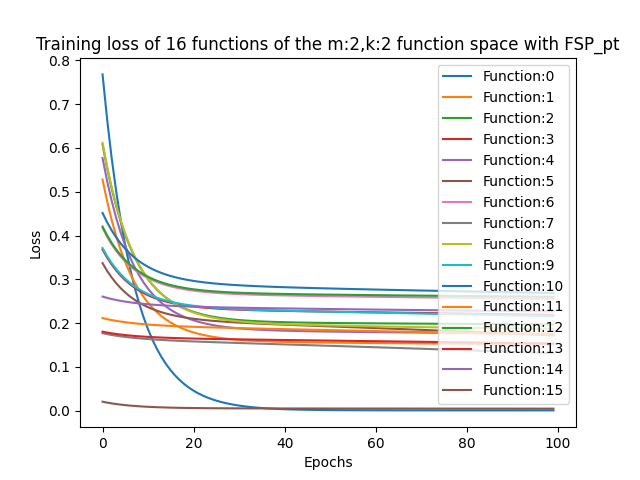 Training loss of 16 functions of the m:2,k:2 function space with FSP_pt
0.8
0.7
0.6
0.5
0.4
0.3
0.2
0.1
0.0
Loss
0 20 40 60 80 100
Epochs
Function:0
Function:1
Function:2
Function:3
Function:4
Function:5
Function:6
Function:7
Function:8
Function:9
Function:10
Function:11
Function:12
Function:13
Function:14
Function:15